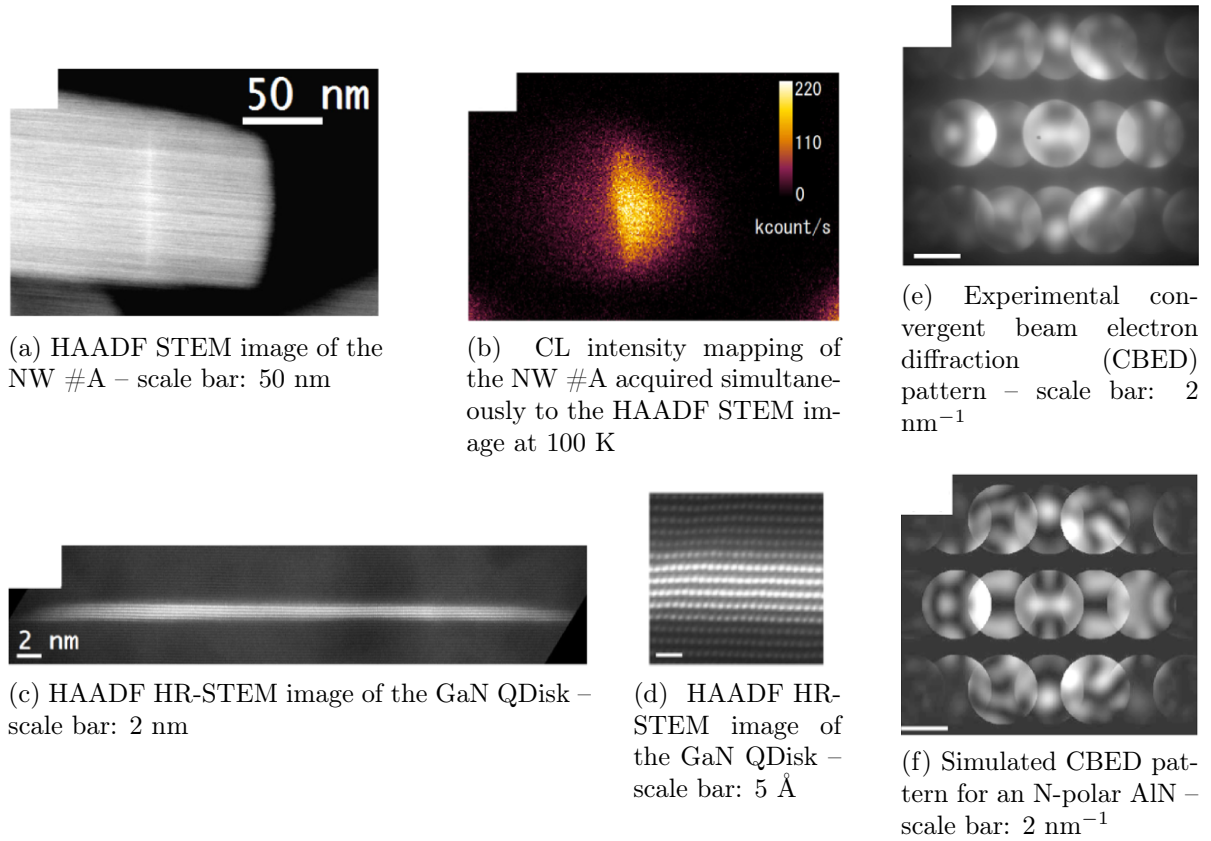 50 nm
220
110
0
kcount/s
(a) HAADF STEM image of the
NW #A – scale bar: 50 nm
(b) CL intensity mapping of
the NW #A acquired simultane-
ously to the HAADF STEM im-
age at 100 K
(e) Experimental con-
vergent beam electron
diffraction (CBED)
pattern – scale bar: 2
nm⁻¹
2 nm
(c) HAADF HR-STEM image of the GaN QDisk –
scale bar: 2 nm
(d) HAADF HR-
STEM image of
the GaN QDisk –
scale bar: 5 Å
(f) Simulated CBED pat-
tern for an N-polar AlN –
scale bar: 2 nm⁻¹